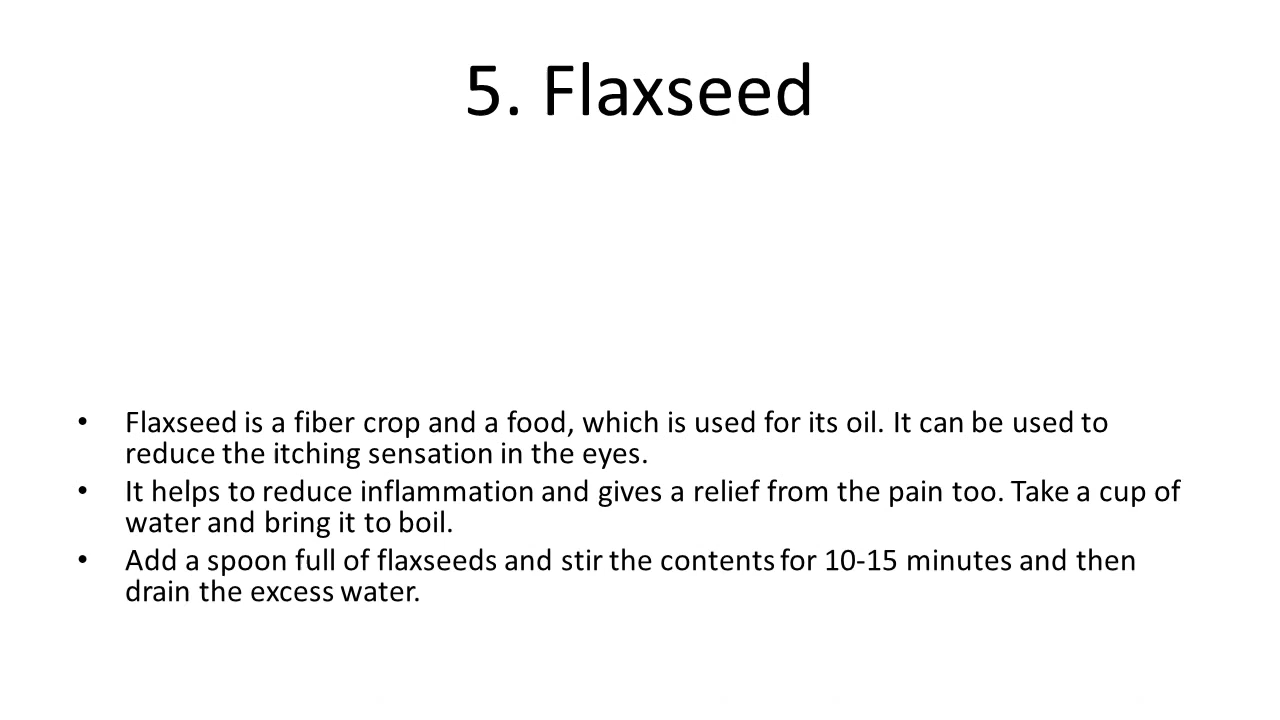 5. Flaxseed
• Flaxseed is a fiber crop and a food, which is used for its oil. It can be used to
reduce the itching sensation in the eyes.
• It helps to reduce inflammation and gives a relief from the pain too. Take a cup of
water and bring it to boil.
• Add a spoon full of flaxseeds and stir the contents for 10-15 minutes and then
drain the excess water.